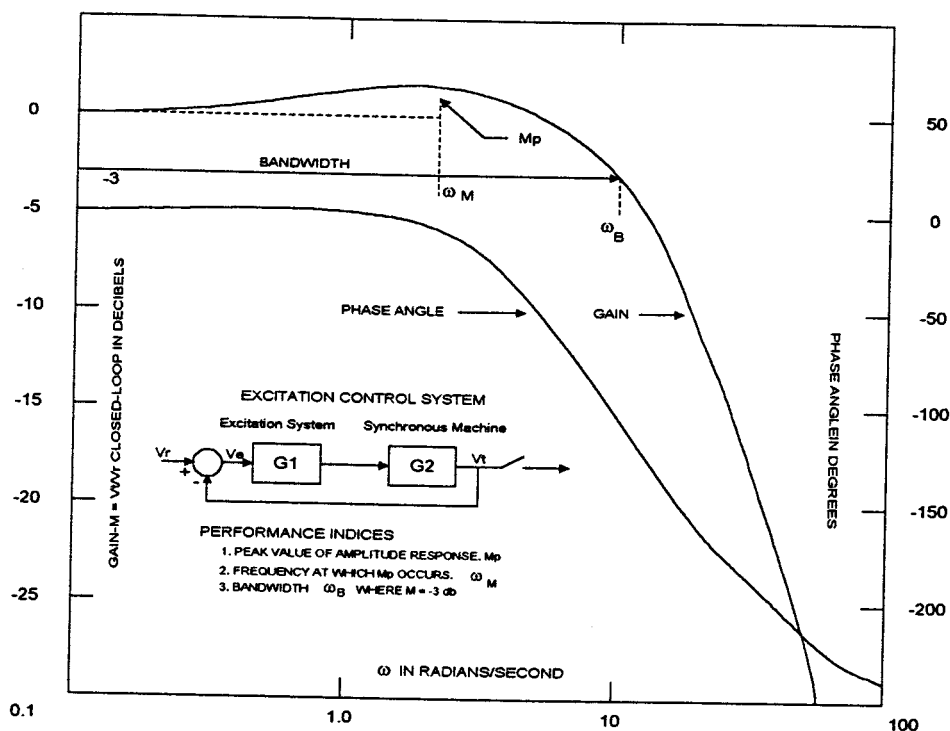 0
-3
-5
-10
-15
-20
-25
0.1
1.0
10
100
50
0
-50
-100
-150
-200
Mp
BANDWIDTH
ω M
ω B
PHASE ANGLE
GAIN
GAIN-M = Vt/Vr CLOSED-LOOP IN DECIBELS
PHASE ANGLEIN DEGREES
EXCITATION CONTROL SYSTEM
Excitation System Synchronous Machine
Vr Ve G1 G2 Vt
+
-
PERFORMANCE INDICES
1. PEAK VALUE OF AMPLITUDE RESPONSE. Mp
2. FREQUENCY AT WHICH Mp OCCURS. ω M
3. BANDWIDTH ω B WHERE M = -3 db
ω IN RADIANS/SECOND